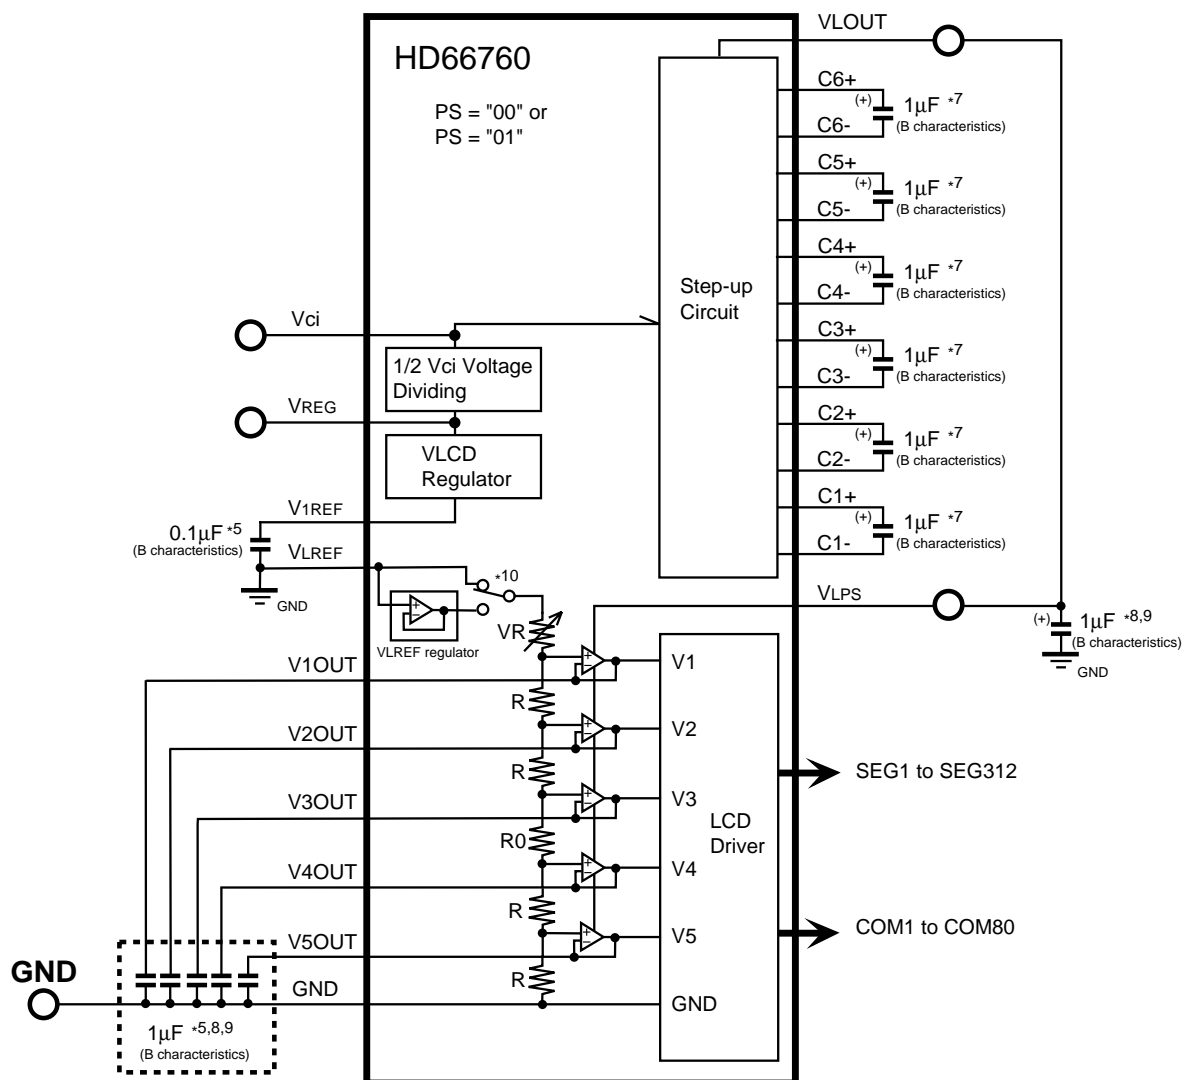 VLOUT
HD66760
PS = "00" or
PS = "01"
C6+
(+)
1µF *7
C6-
(B characteristics)
C5+
(+)
1µF *7
C5-
(B characteristics)
C4+
(+)
1µF *7
C4-
(B characteristics)
Step-up
Circuit
Vci
C3+
(+)
1µF *7
C3-
(B characteristics)
1/2 Vci Voltage
Dividing
VREG
C2+
(+)
1µF *7
C2-
(B characteristics)
VLCD
Regulator
V1REF
C1+
(+)
1µF *7
C1-
(B characteristics)
0.1µF *5
(B characteristics)
VLREF
GND
*10
+
−
VR
VLREF regulator
VLPS
(+)
1µF *8,9
(B characteristics)
GND
V1OUT
+
−
V1
R
V2OUT
+
−
V2
R
SEG1 to SEG312
V3OUT
+
−
V3
R0
LCD
Driver
V4OUT
+
−
V4
R
COM1 to COM80
V5OUT
+
−
V5
R
GND
GND
GND
1µF *5,8,9
(B characteristics)